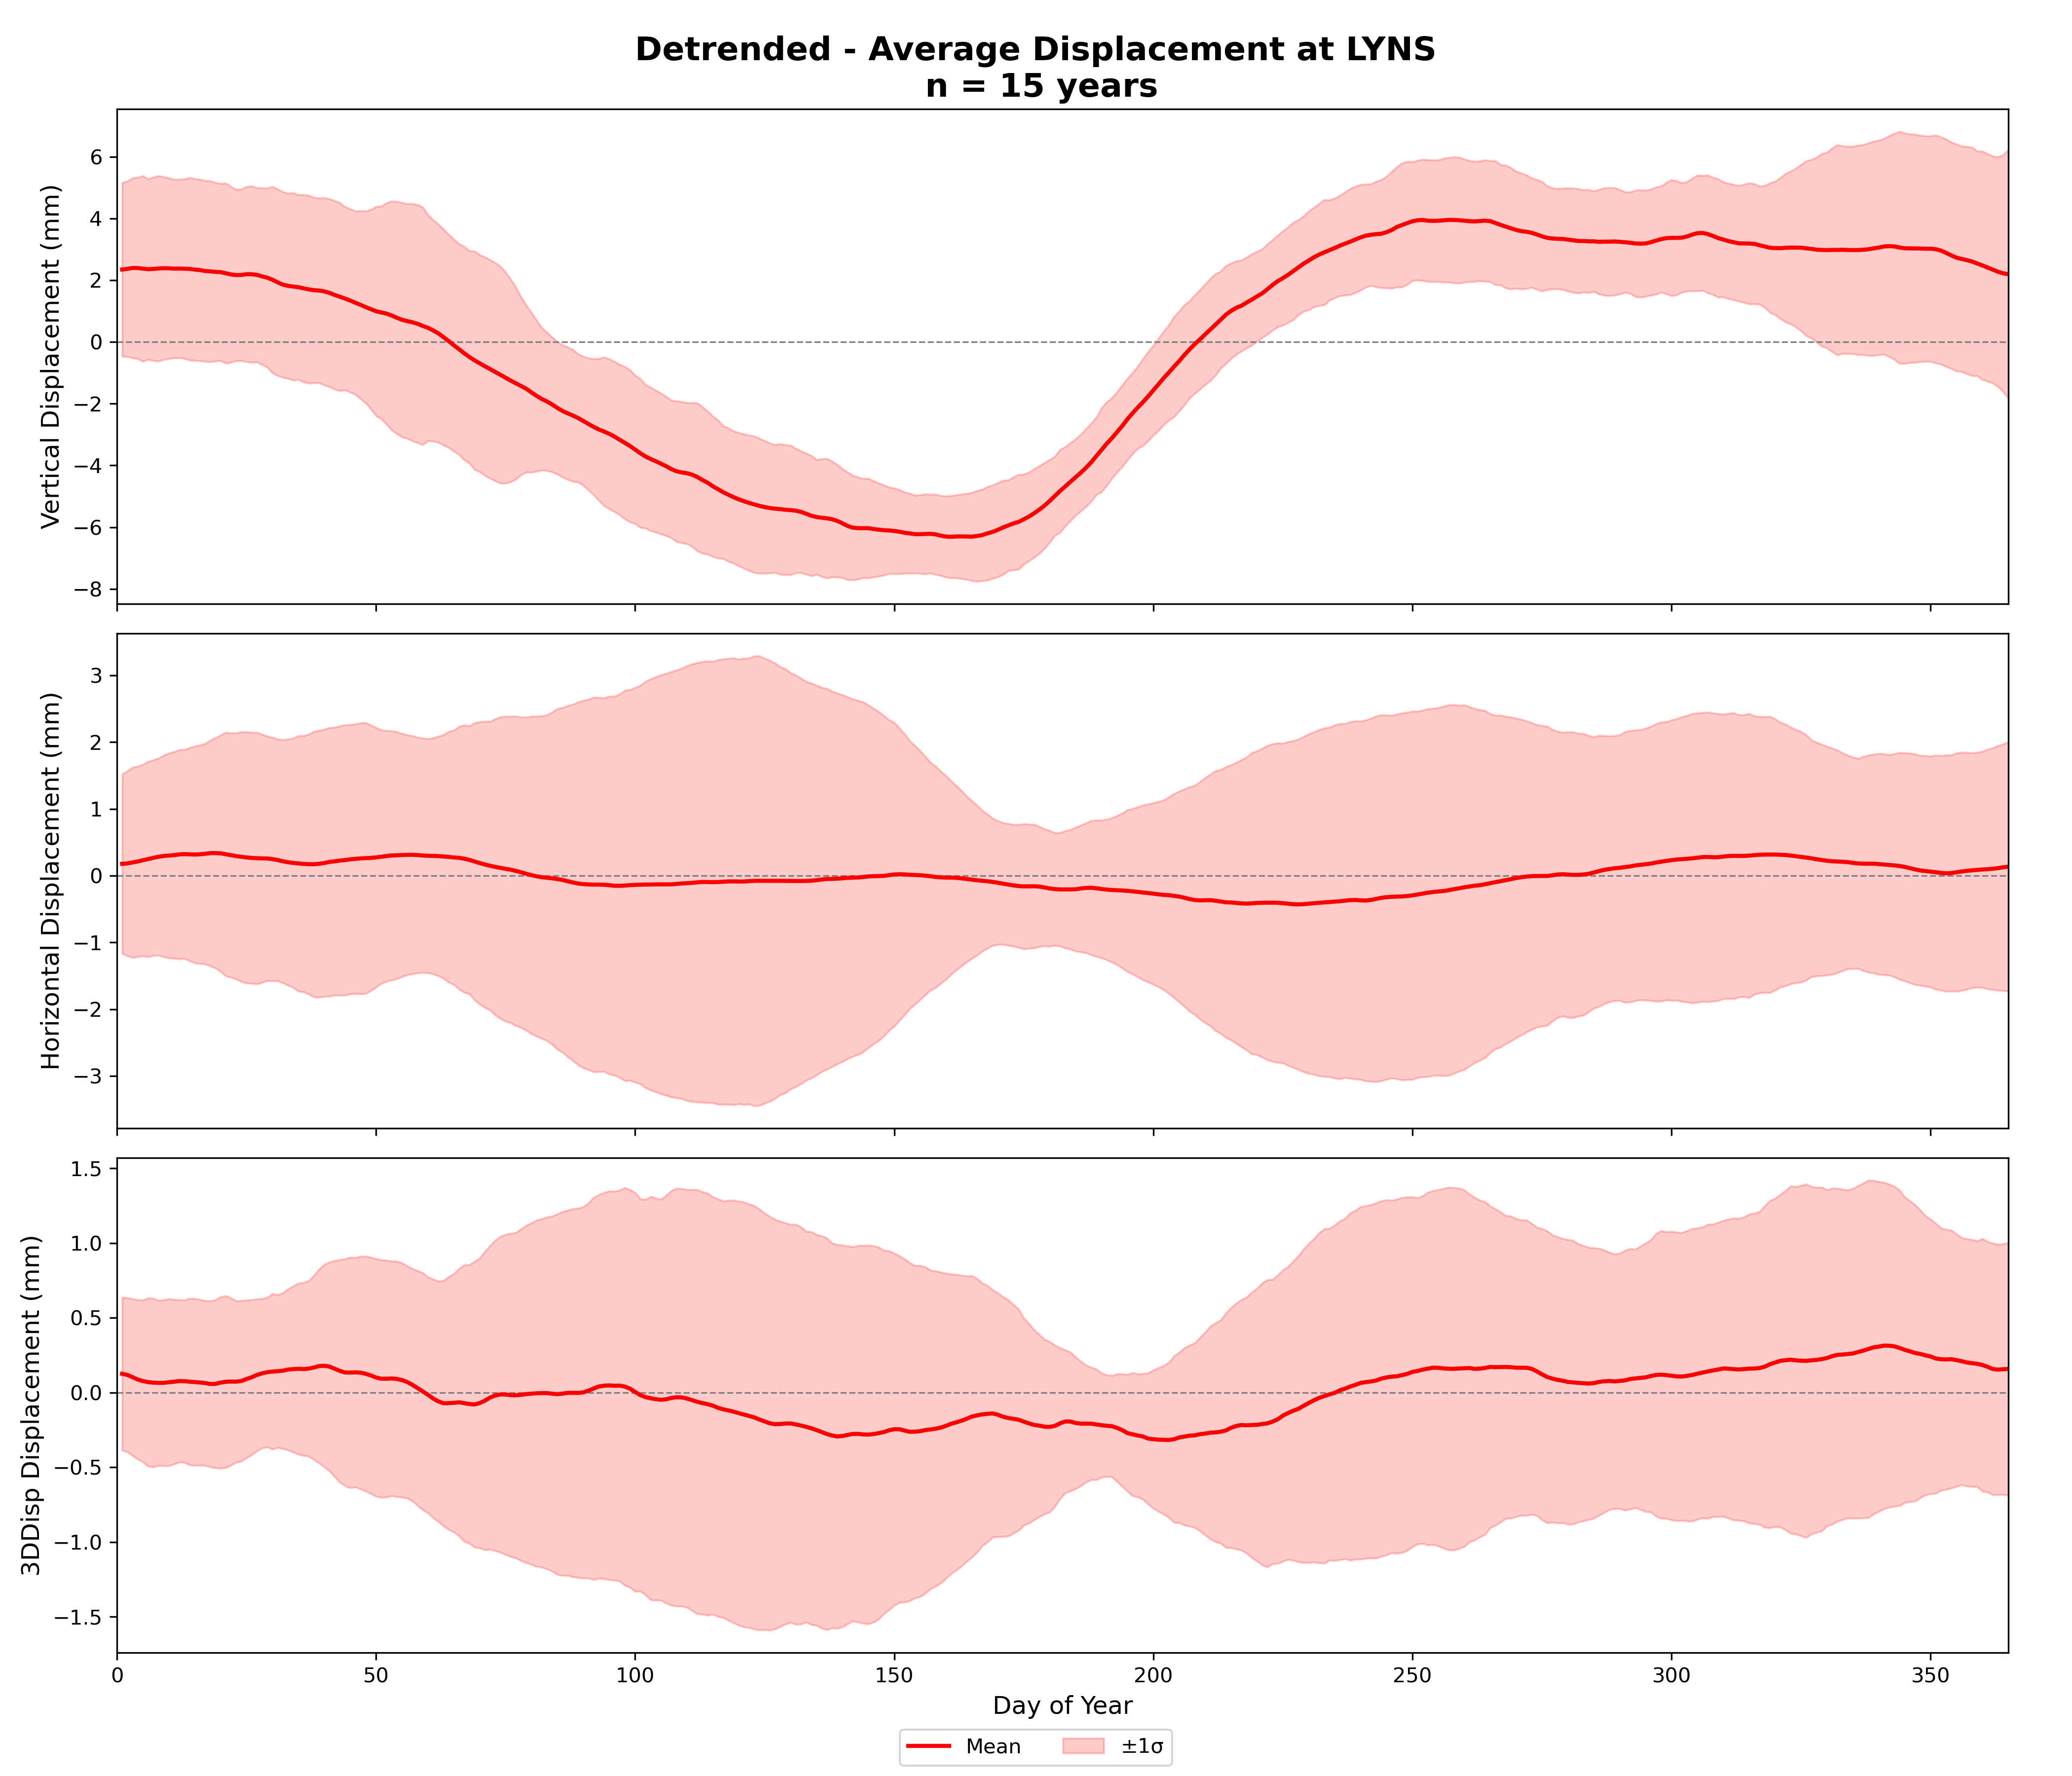 Detrended - Average Displacement at LYNS
n = 15 years
Vertical Displacement (mm)
6
4
2
0
−2
−4
−6
−8
Horizontal Displacement (mm)
3
2
1
0
−1
−2
−3
3DDisp Displacement (mm)
1.5
1.0
0.5
0.0
−0.5
−1.0
−1.5
0 50 100 150 200 250 300 350
Day of Year
Mean ±1σ